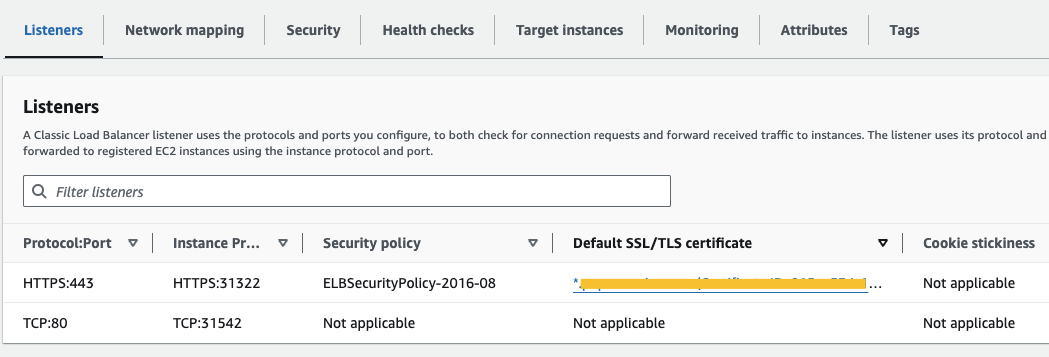 Listeners Network mapping Security Health checks Target instances Monitoring Attributes Tags
Listeners
A Classic Load Balancer listener uses the protocols and ports you configure, to both check for connection requests and forward received traffic to instances. The listener uses its protocol and
forwarded to registered EC2 instances using the instance protocol and port.
Filter listeners
Protocol:Port Instance Pr... Security policy Default SSL/TLS certificate Cookie stickiness
HTTPS:443 HTTPS:31322 ELBSecurityPolicy-2016-08 *. ... Not applicable
TCP:80 TCP:31542 Not applicable Not applicable Not applicable